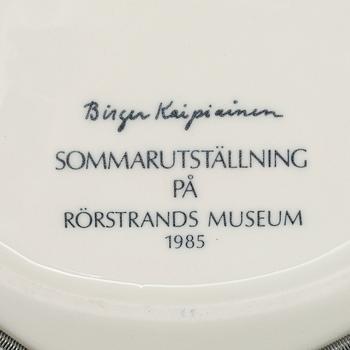 Birger Kaipiainen
SOMMARUTSTÄLLNING
PÅ
RÖRSTRANDS MUSEUM
1985